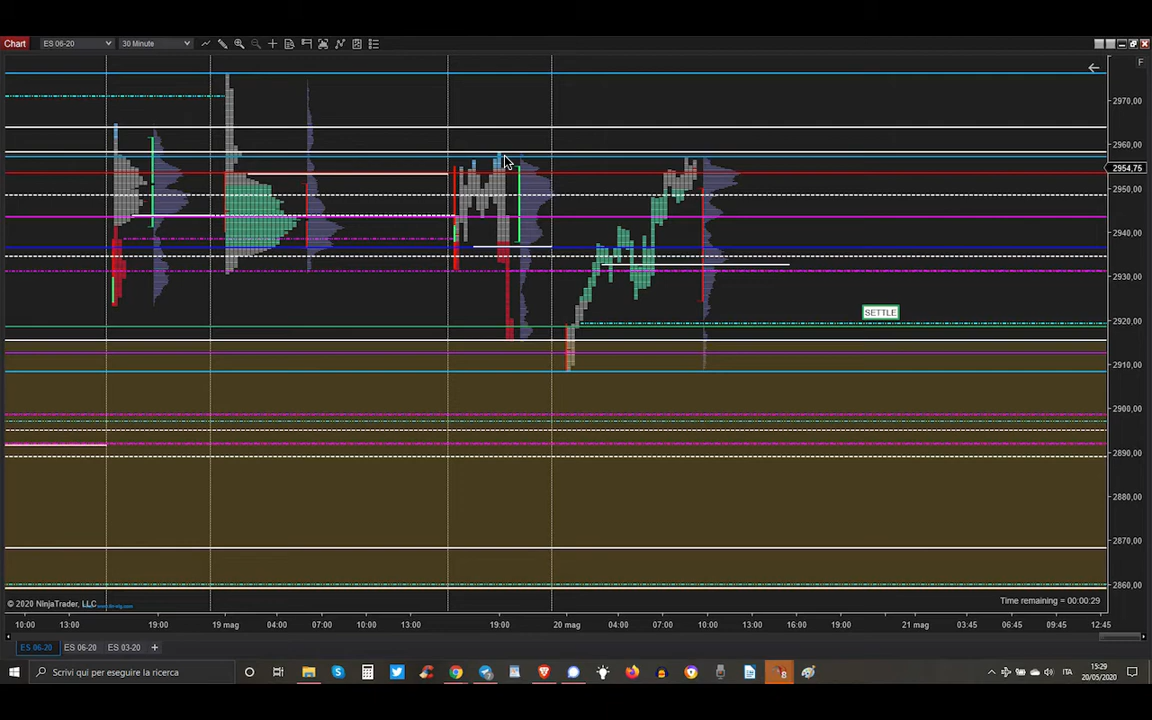 Chart ES 06-20 30 Minute
F
2970,00
2960,00
2954,75
2950,00
2940,00
2930,00
SETTLE
2920,00
2910,00
2900,00
2890,00
2880,00
2870,00
2860,00
© 2020 NinjaTrader, LLC
Time remaining = 00:00:29
10:00 13:00 19:00 19 mag 04:00 07:00 10:00 13:00 19:00 20 mag 04:00 07:00 10:00 13:00 16:00 19:00 21 mag 03:45 06:45 09:45 12:45
ES 06-20 ES 06-20 ES 03-20 +
Scrivi qui per eseguire la ricerca
8
ITA
15:29
20/05/2020